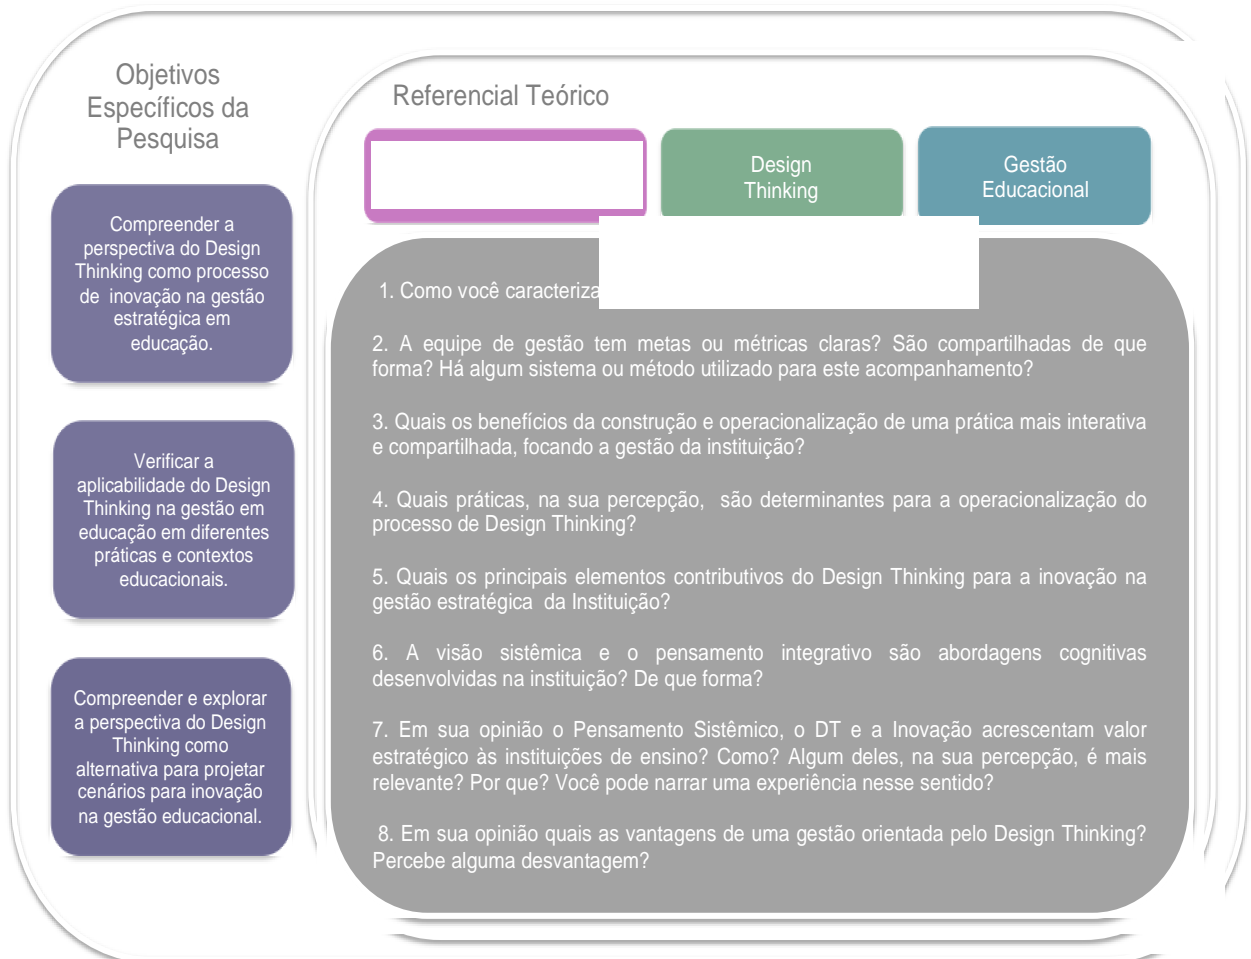 Objetivos
Específicos da
Pesquisa
Compreender a
perspectiva do Design
Thinking como processo
de inovação na gestão
estratégica em
educação.
Verificar a
aplicabilidade do Design
Thinking na gestão em
educação em diferentes
práticas e contextos
educacionais.
Compreender e explorar
a perspectiva do Design
Thinking como
alternativa para projetar
cenários para inovação
na gestão educacional.
Referencial Teórico
Design
Thinking
Gestão
Educacional
1. Como você caracteriza
2. A equipe de gestão tem metas ou métricas claras? São compartilhadas de que
forma? Há algum sistema ou método utilizado para este acompanhamento?
3. Quais os benefícios da construção e operacionalização de uma prática mais interativa
e compartilhada, focando a gestão da instituição?
4. Quais práticas, na sua percepção, são determinantes para a operacionalização do
processo de Design Thinking?
5. Quais os principais elementos contributivos do Design Thinking para a inovação na
gestão estratégica da Instituição?
6. A visão sistêmica e o pensamento integrativo são abordagens cognitivas
desenvolvidas na instituição? De que forma?
7. Em sua opinião o Pensamento Sistêmico, o DT e a Inovação acrescentam valor
estratégico às instituições de ensino? Como? Algum deles, na sua percepção, é mais
relevante? Por que? Você pode narrar uma experiência nesse sentido?
8. Em sua opinião quais as vantagens de uma gestão orientada pelo Design Thinking?
Percebe alguma desvantagem?